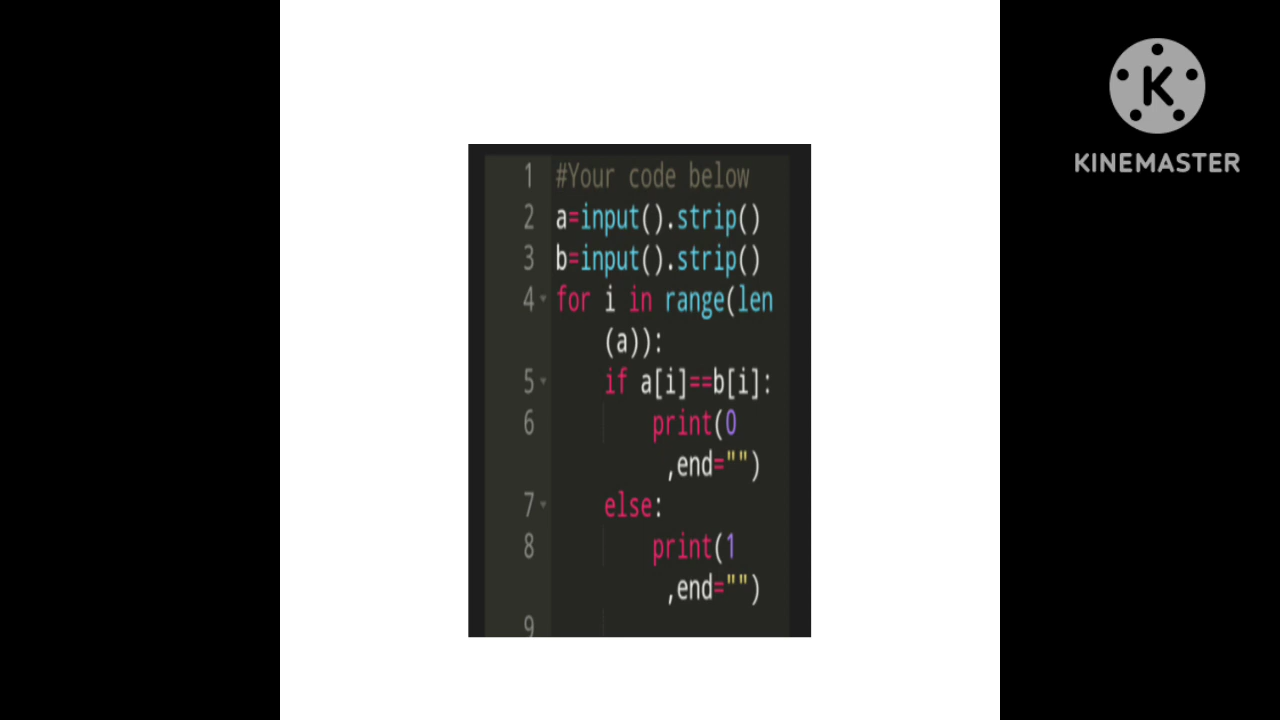 1 #Your code below
2 a=input().strip()
3 b=input().strip()
4 for i in range(len
(a)):
5 if a[i]==b[i]:
6 print(0
,end="")
7 else:
8 print(1
,end="")
9
K
KINEMASTER